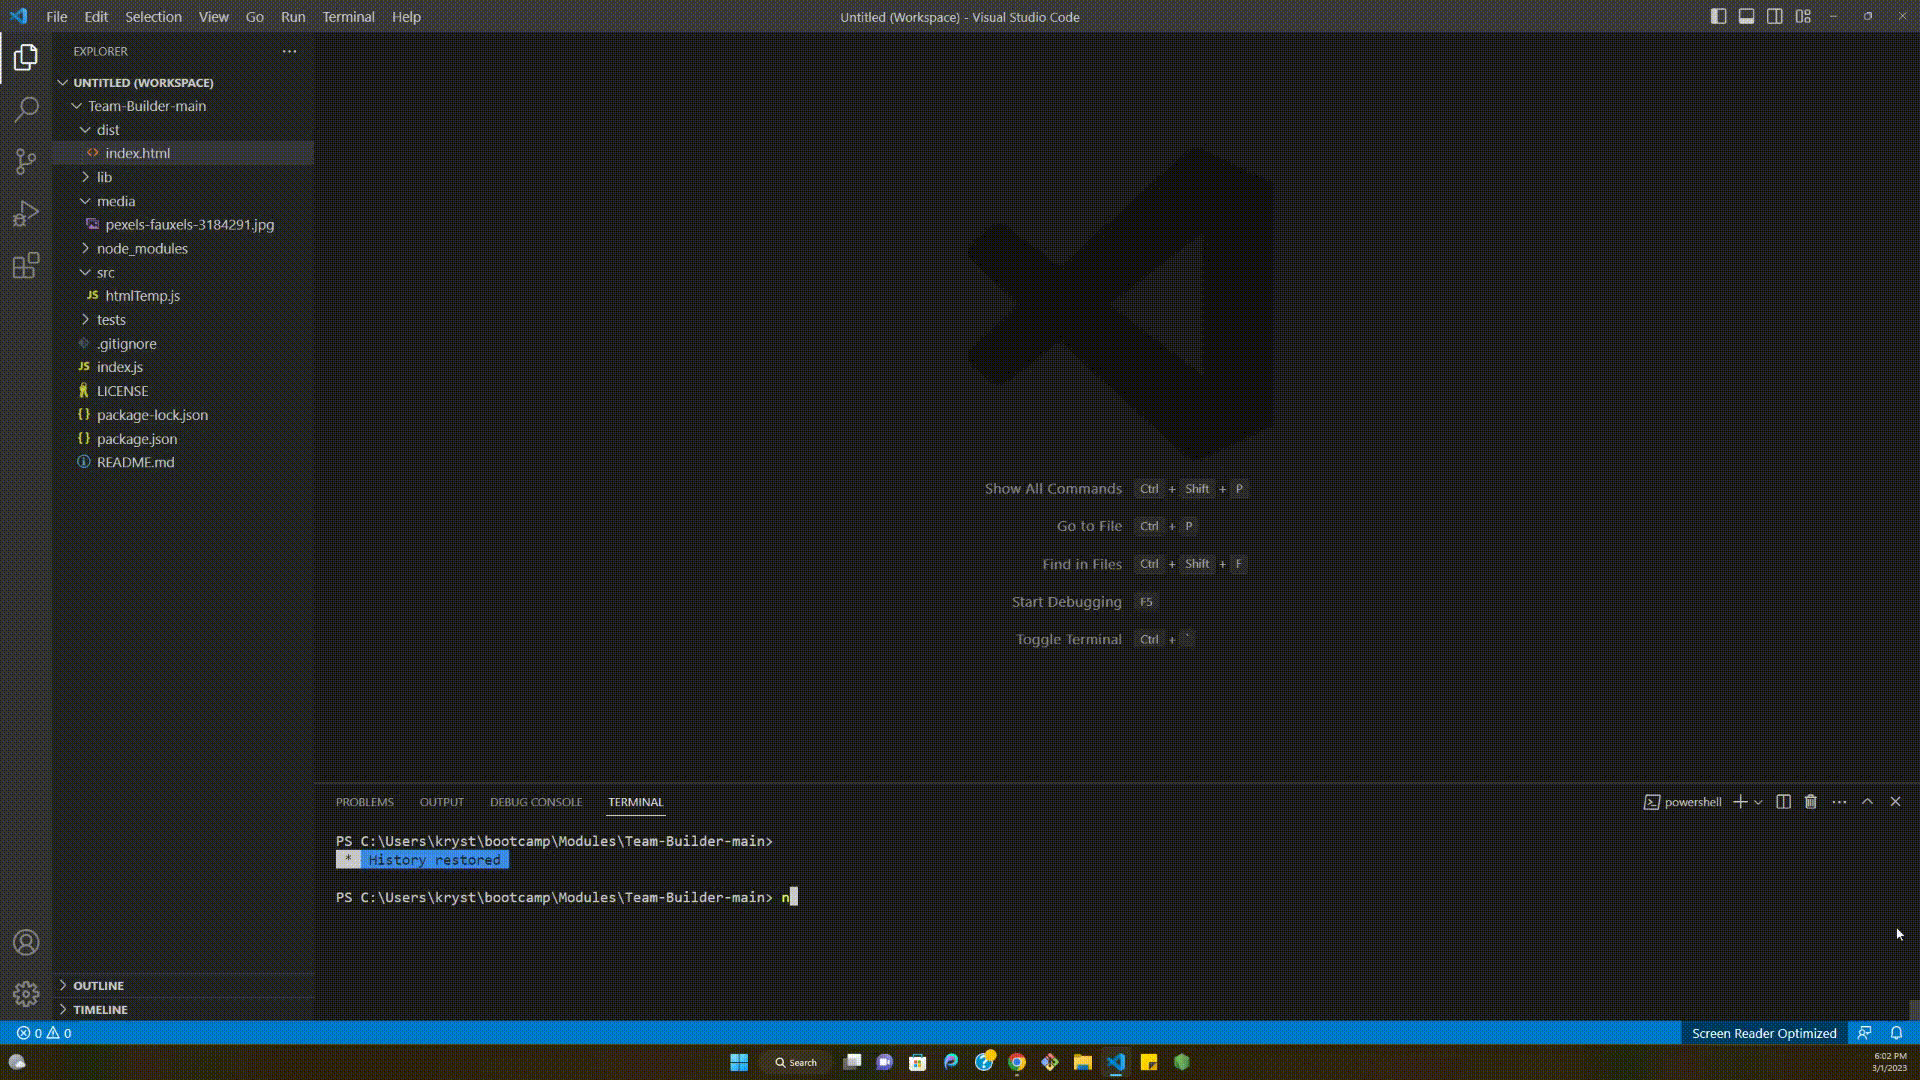 File Edit Selection View Go Run Terminal Help
Untitled (Workspace) - Visual Studio Code
EXPLORER
UNTITLED (WORKSPACE)
Team-Builder-main
dist
index.html
lib
media
pexels-fauxels-3184291.jpg
node_modules
src
JS htmlTemp.js
tests
.gitignore
JS index.js
LICENSE
{} package-lock.json
{} package.json
README.md
Show All Commands Ctrl + Shift + P
Go to File Ctrl + P
Find in Files Ctrl + Shift + F
Start Debugging F5
Toggle Terminal Ctrl + `
PROBLEMS OUTPUT DEBUG CONSOLE TERMINAL
powershell
PS C:\Users\kryst\bootcamp\Modules\Team-Builder-main>
* History restored
PS C:\Users\kryst\bootcamp\Modules\Team-Builder-main> n
OUTLINE
TIMELINE
0 0
Screen Reader Optimized
Search
6:02 PM
3/1/2023